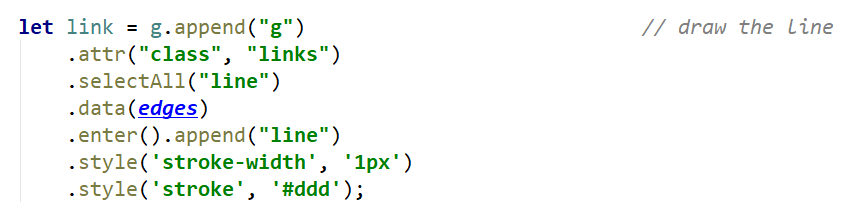 let link = g.append("g") // draw the line
.attr("class", "links")
.selectAll("line")
.data(edges)
.enter().append("line")
.style('stroke-width', '1px')
.style('stroke', '#ddd');